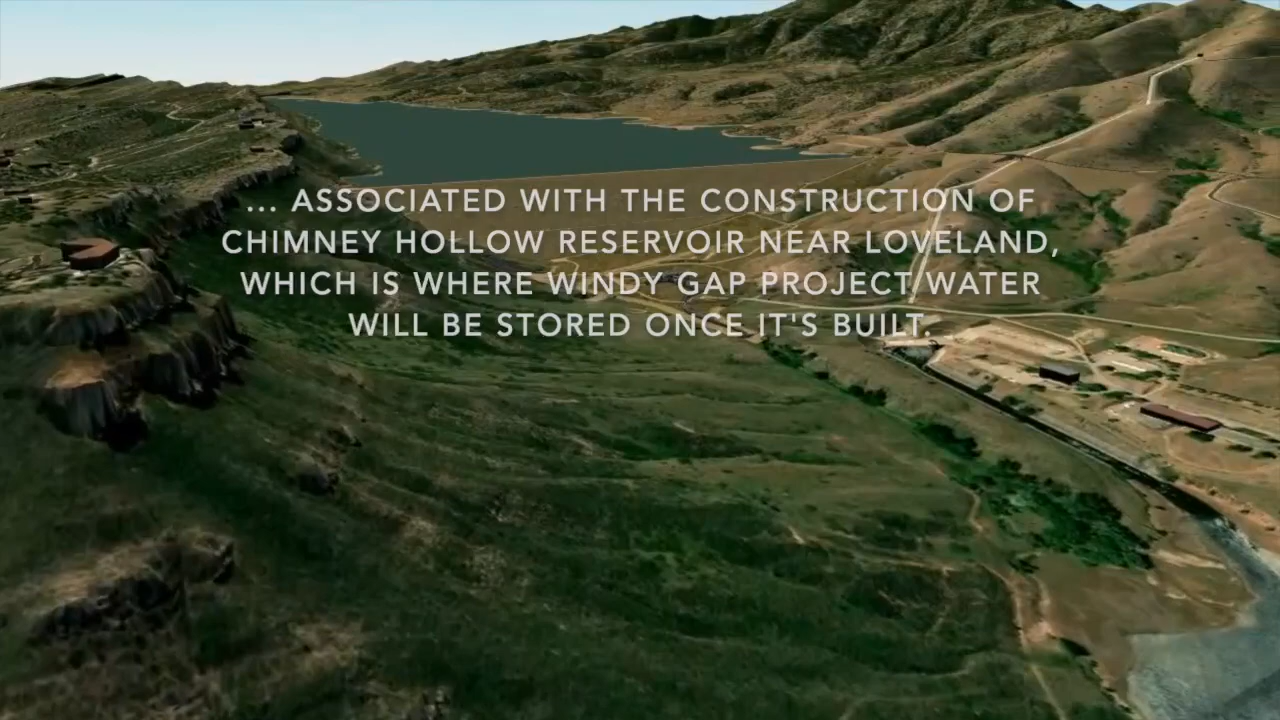 ... ASSOCIATED WITH THE CONSTRUCTION OF
CHIMNEY HOLLOW RESERVOIR NEAR LOVELAND,
WHICH IS WHERE WINDY GAP PROJECT WATER
WILL BE STORED ONCE IT'S BUILT.